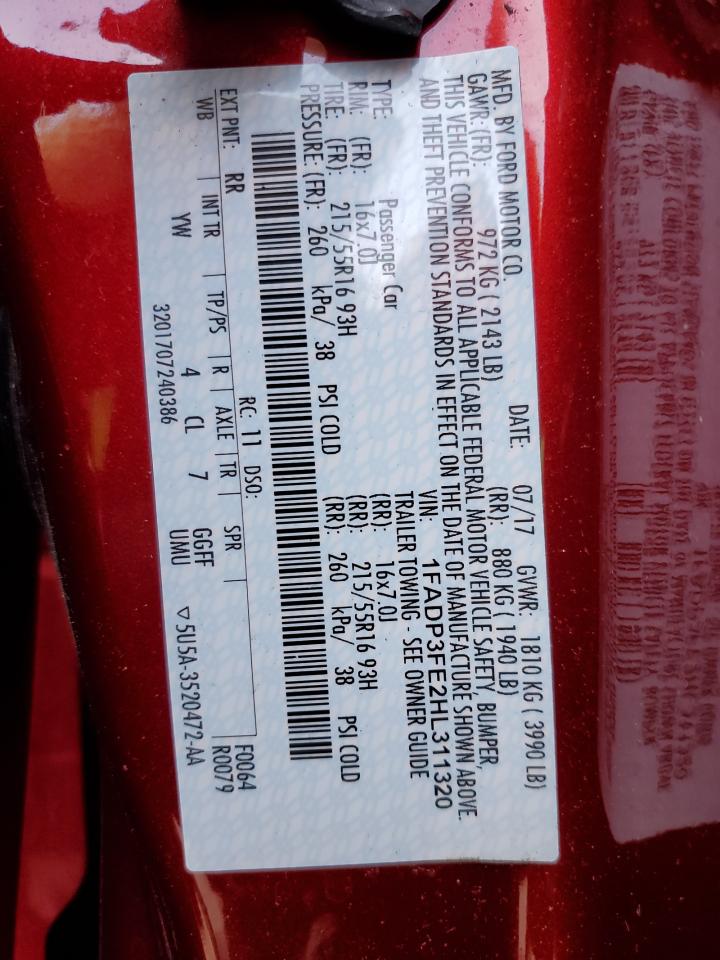 MFD. BY FORD MOTOR CO. DATE: 07/17 GVWR: 1810 KG ( 3990 LB)
GAWR: (FR): 972 KG ( 2143 LB) (RR): 880 KG ( 1940 LB)
THIS VEHICLE CONFORMS TO ALL APPLICABLE FEDERAL MOTOR VEHICLE SAFETY, BUMPER,
AND THEFT PREVENTION STANDARDS IN EFFECT ON THE DATE OF MANUFACTURE SHOWN ABOVE.
VIN: 1FADP3FE2HL311320
TYPE: Passenger Car TRAILER TOWING - SEE OWNER GUIDE
RIM: (FR): 16x7.0J (RR): 16x7.0J
TIRE: (FR): 215/55R16 93H (RR): 215/55R16 93H
PRESSURE: (FR): 260 kPa/ 38 PSI COLD (RR): 260 kPa/ 38 PSI COLD
RC: 11 DSO: F0064
EXT PNT: RR R0079
WB INT TR TP/PS R AXLE TR SPR
YW 4 CL 7 GGFF
UMU
3201707240386 ▽5U5A-3520472-AA